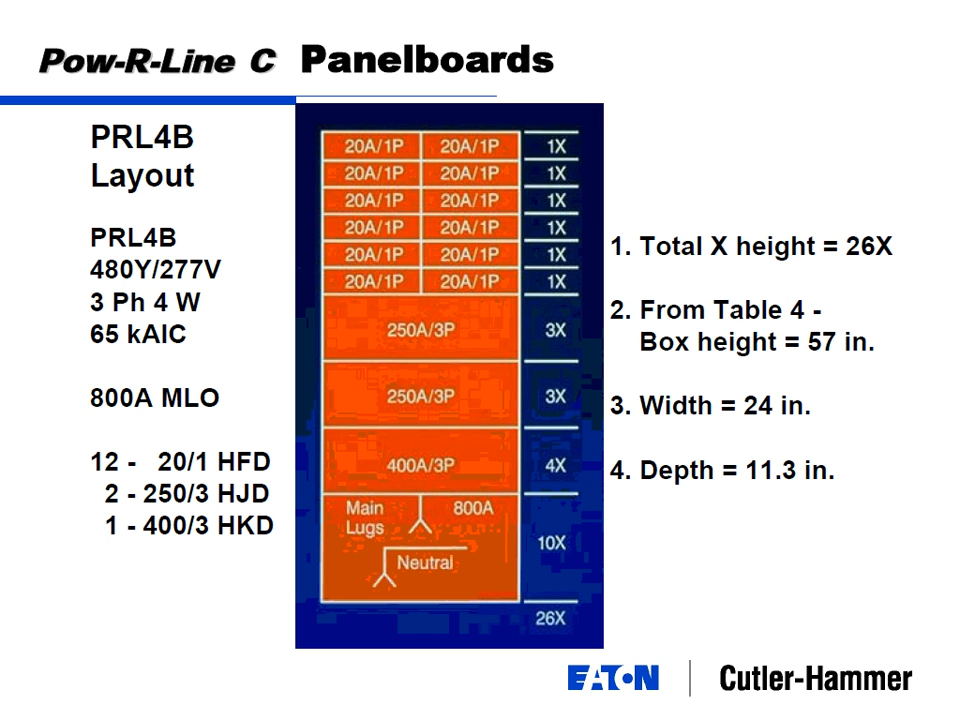 Pow-R-Line C Panelboards
PRL4B
Layout
PRL4B
480Y/277V
3 Ph 4 W
65 kAIC
800A MLO
12 - 20/1 HFD
2 - 250/3 HJD
1 - 400/3 HKD
20A/1P 20A/1P 1X
20A/1P 20A/1P 1X
20A/1P 20A/1P 1X
20A/1P 20A/1P 1X
20A/1P 20A/1P 1X
20A/1P 20A/1P 1X
250A/3P 3X
250A/3P 3X
400A/3P 4X
Main 800A
Lugs
10X
Neutral
26X
1. Total X height = 26X
2. From Table 4 -
Box height = 57 in.
3. Width = 24 in.
4. Depth = 11.3 in.
EATON Cutler-Hammer